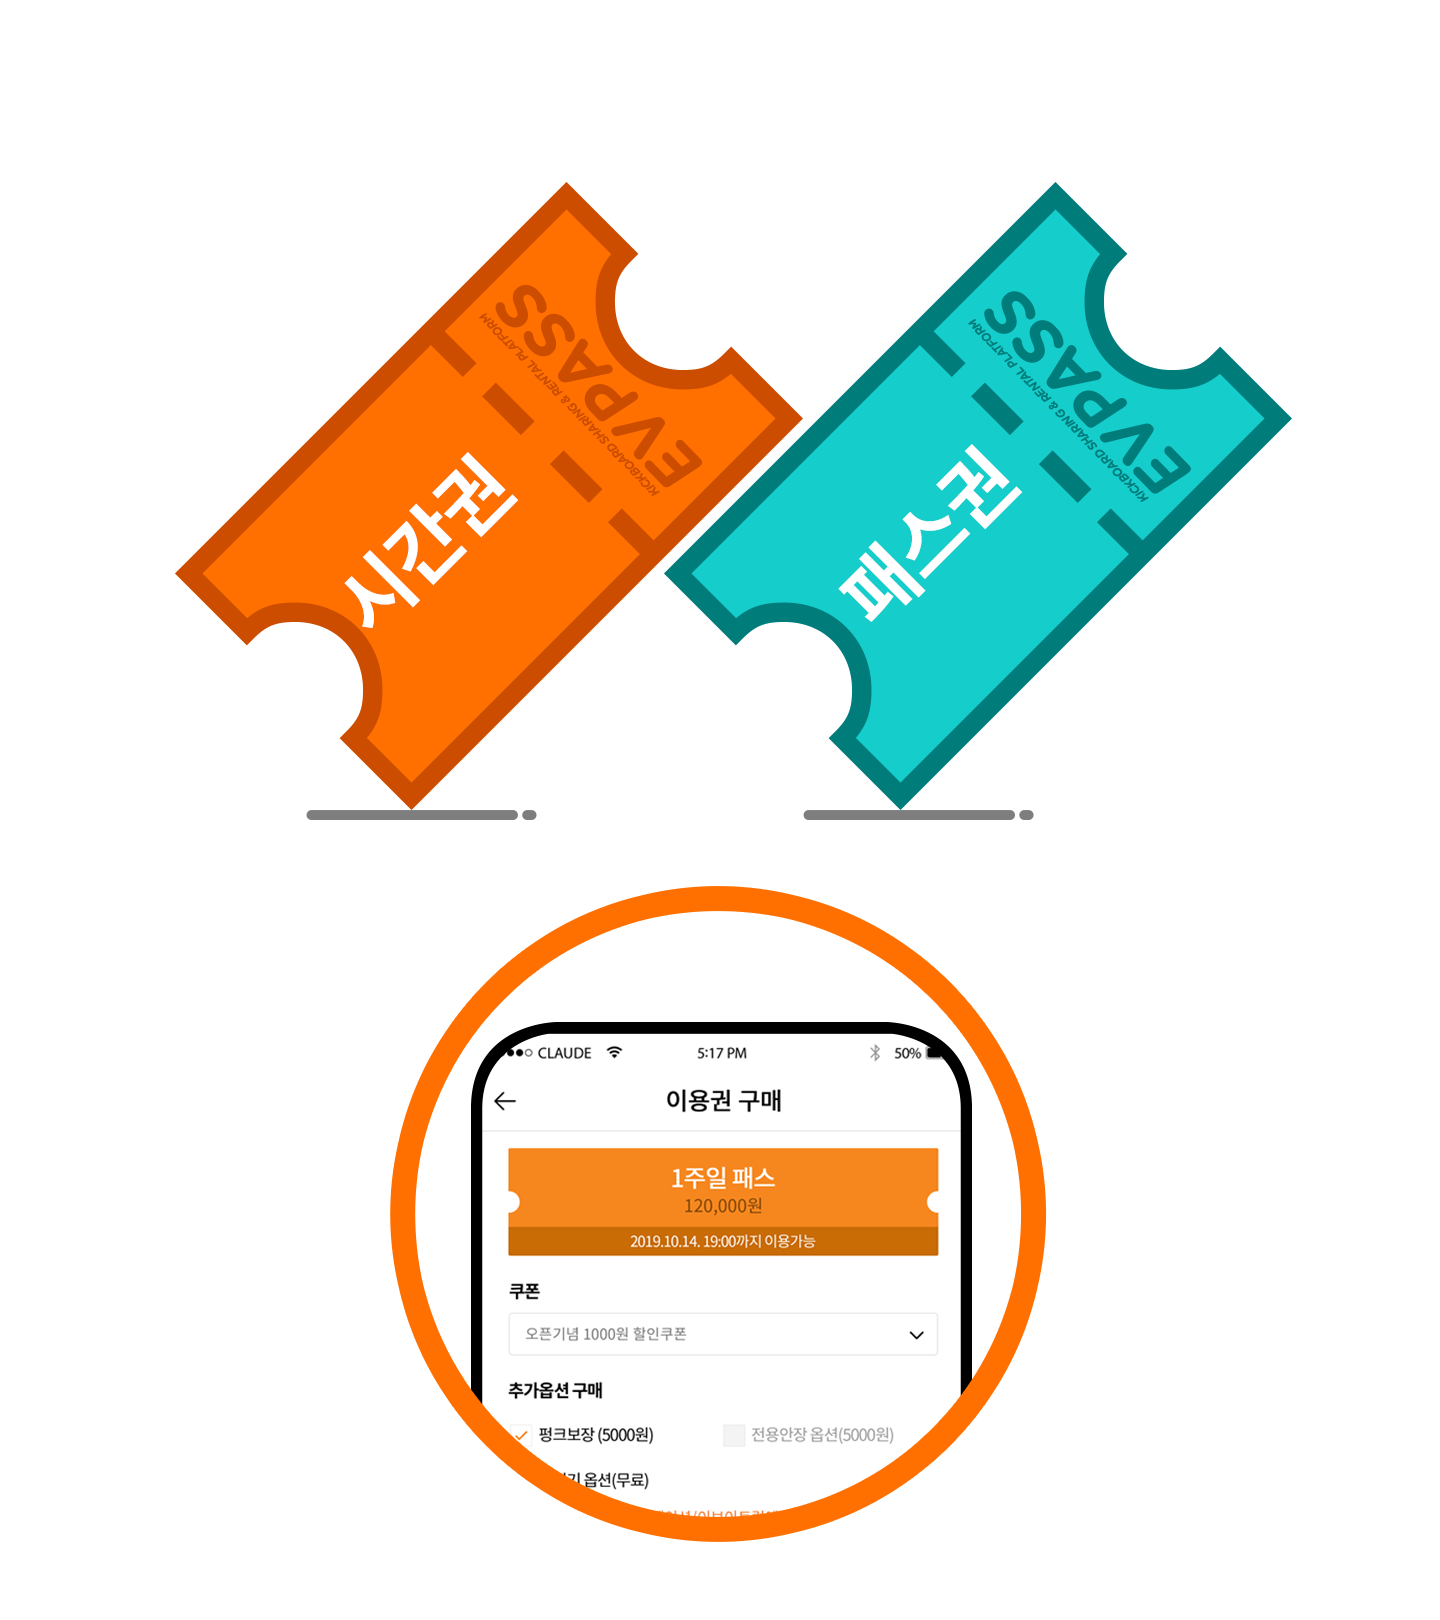 시간권
EVPASS
KICKBOARD SHARING & RENTAL PLATFORM
패스권
EVPASS
KICKBOARD SHARING & RENTAL PLATFORM
CLAUDE 5:17 PM 50%
이용권 구매
1주일 패스
120,000원
2019.10.14. 19:00까지 이용가능
쿠폰
오픈기념 1000원 할인쿠폰
추가옵션 구매
펑크보장 (5000원) 전용안장 옵션(5000원)
옵션(무료)